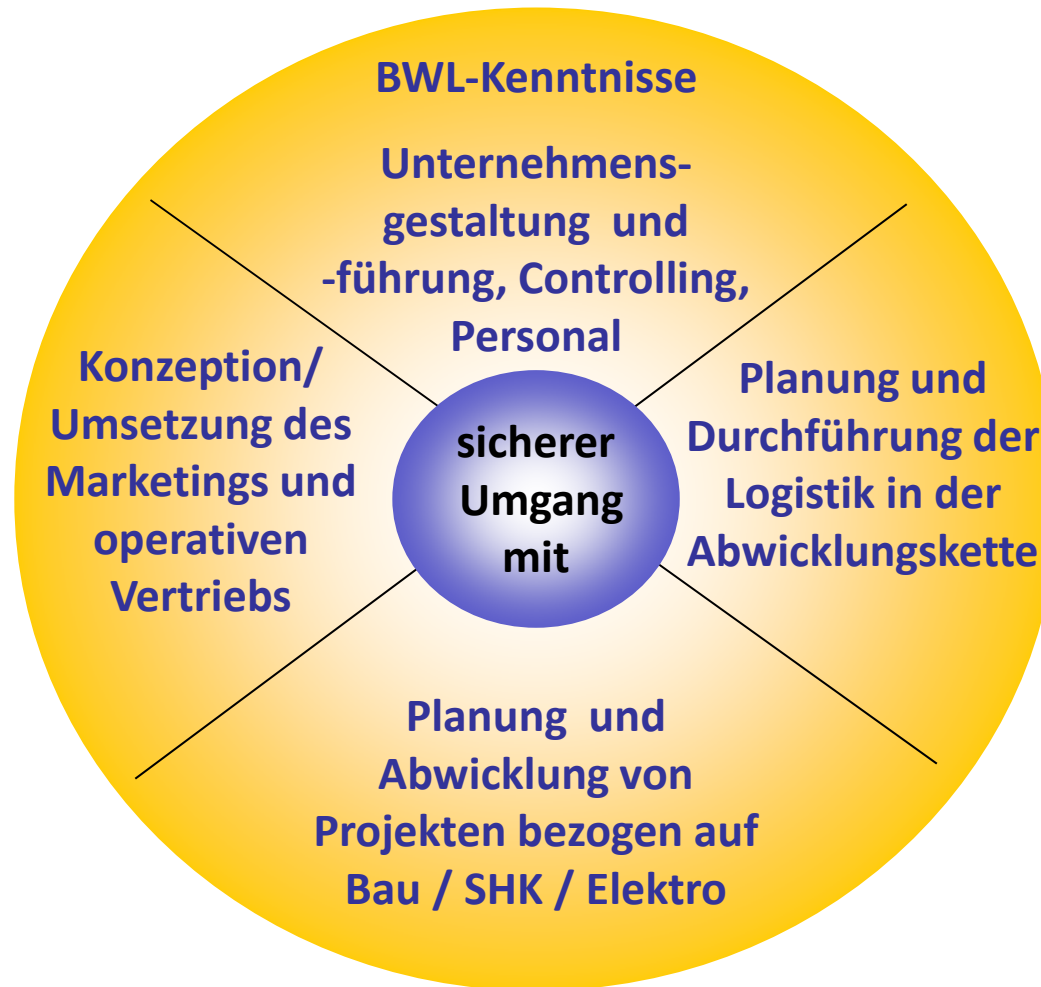 BWL-Kenntnisse
Unternehmens-
gestaltung und
-führung, Controlling,
Personal
Konzeption/
Umsetzung des
Marketings und
operativen
Vertriebs
sicherer
Umgang
mit
Planung und
Durchführung der
Logistik in der
Abwicklungskette
Planung und
Abwicklung von
Projekten bezogen auf
Bau / SHK / Elektro